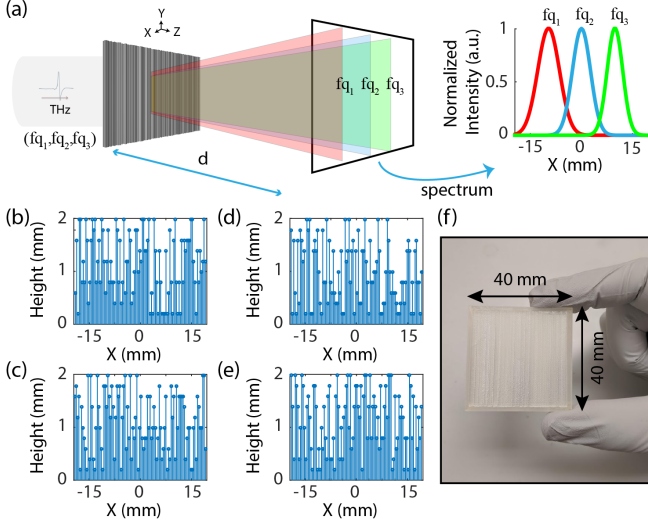 (a)
Y
X
Z
THz
(fq1,fq2,fq3)
d
fq1
fq2
fq3
spectrum
Normalized
Intensity (a.u.)
1
0.5
0
fq1
fq2
fq3
-15
0
15
X (mm)
(b)
Height (mm)
2
1
0
-15
0
15
X (mm)
(d)
Height (mm)
2
1
0
-15
0
15
X (mm)
(c)
Height (mm)
2
1
0
-15
0
15
X (mm)
(e)
Height (mm)
2
1
0
-15
0
15
X (mm)
(f)
40 mm
40 mm